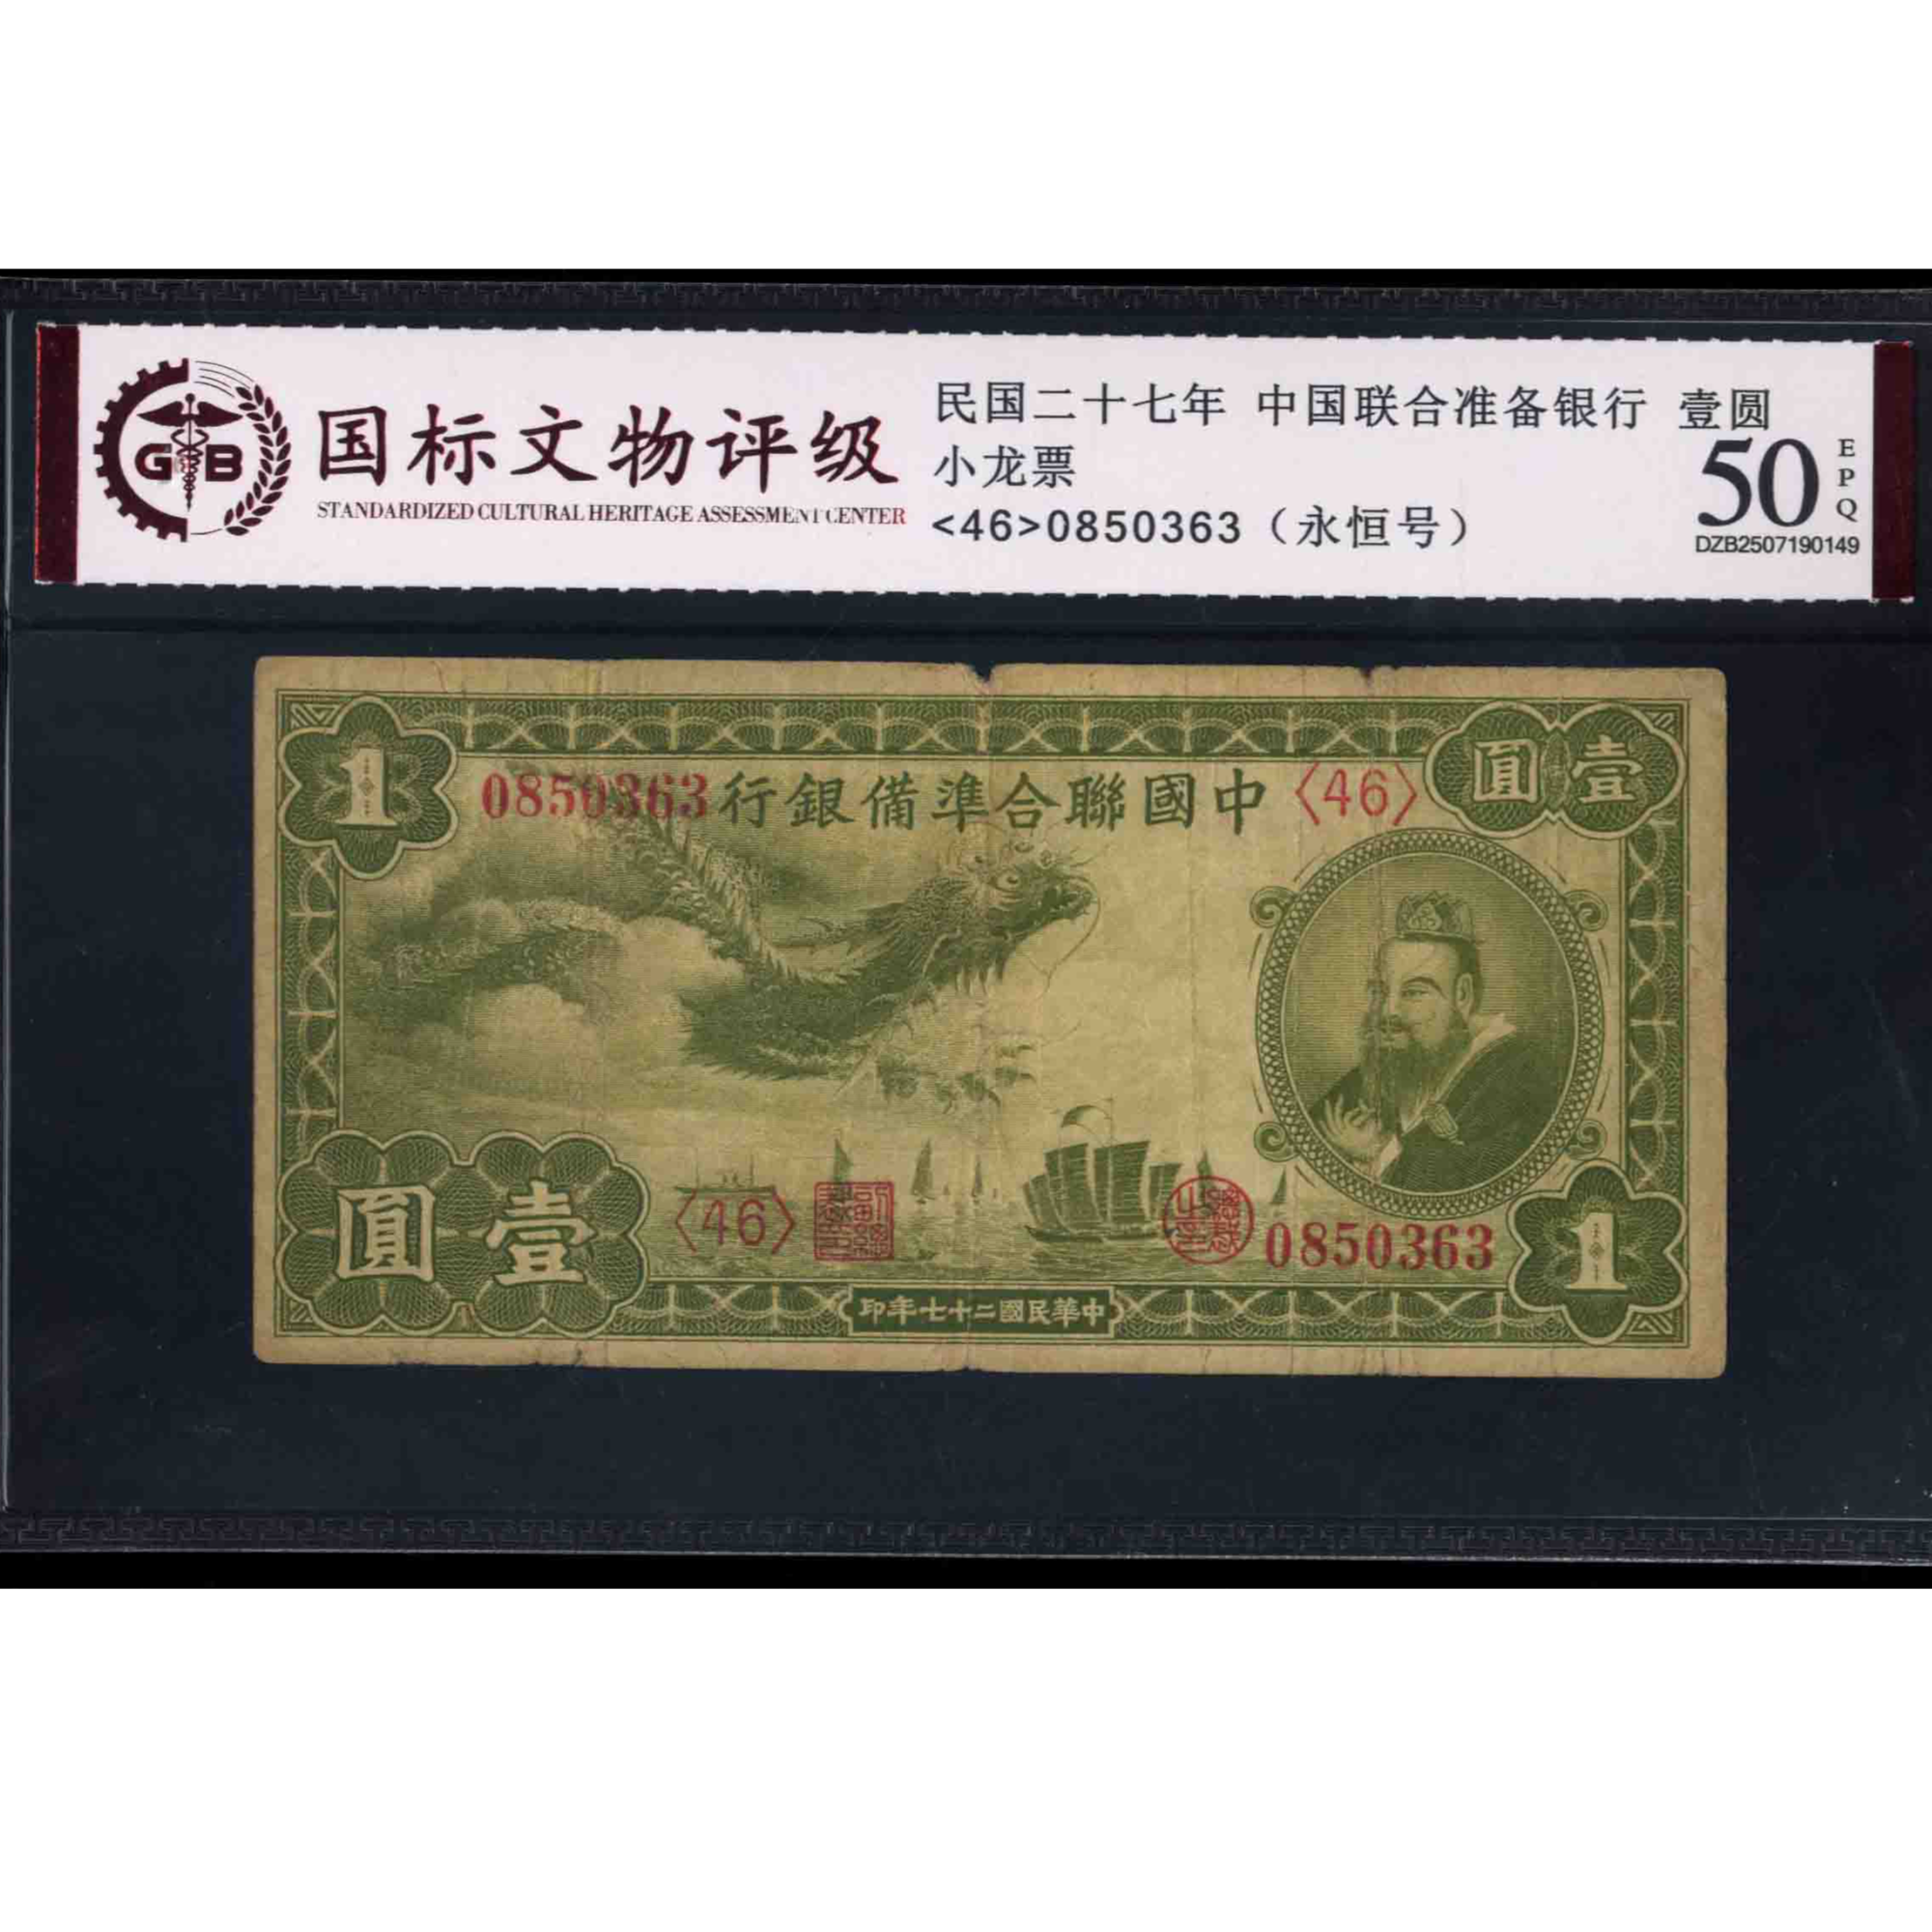 国标文物评级
STANDARDIZED CULTURAL HERITAGE ASSESSMENT CENTER
GB
民国二十七年 中国联合准备银行 壹圆
小龙票
<46>0850363（永恒号）
50
EPQ
DZB2507190149
1
0850363
行銀備準合聯國中
〈46〉
圓壹
圓壹
〈46〉
0850363
1
印年七十二國民華中